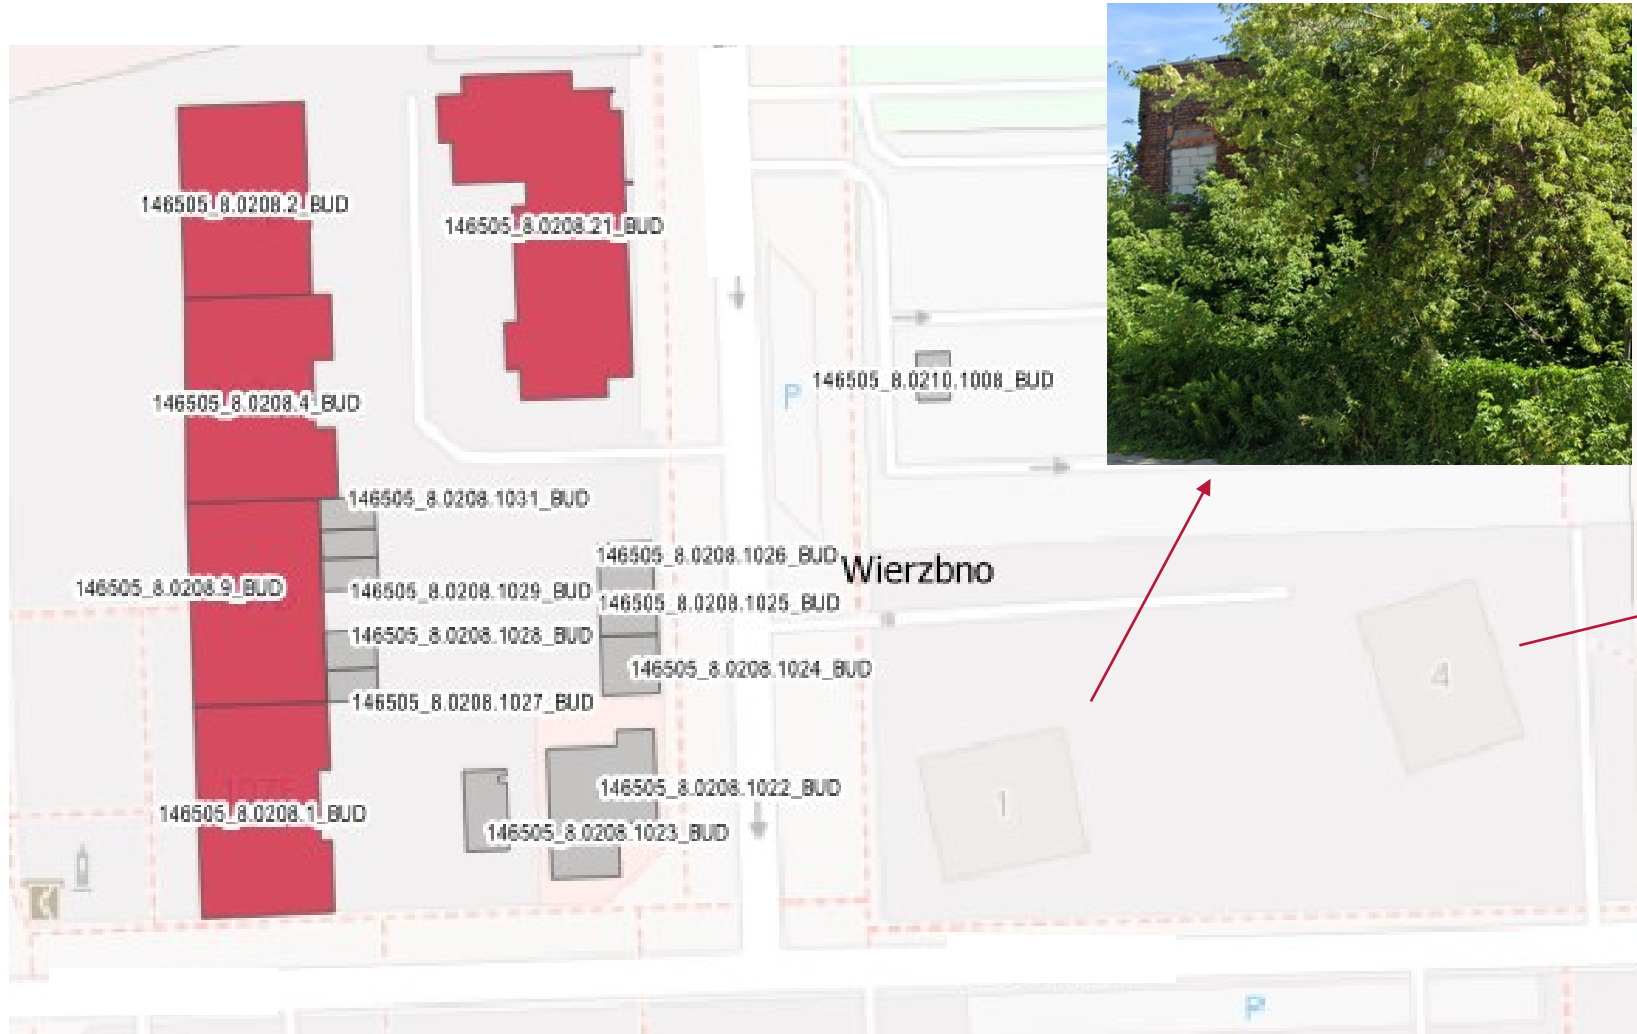 146505_8.0208.2_BUD
146505_8.0208.21_BUD
146505_8.0210.1008_BUD
P
146505_8.0208.4_BUD
146505_8.0208.1031_BUD
146505_8.0208.1026_BUD
Wierzbno
146505_8.0208.9_BUD
146505_8.0208.1029_BUD
146505_8.0208.1025_BUD
146505_8.0208.1028_BUD
146505_8.0208.1024_BUD
4
146505_8.0208.1027_BUD
146505_8.0208.1022_BUD
1
146505_8.0208.1_BUD
146505_8.0208.1023_BUD
P